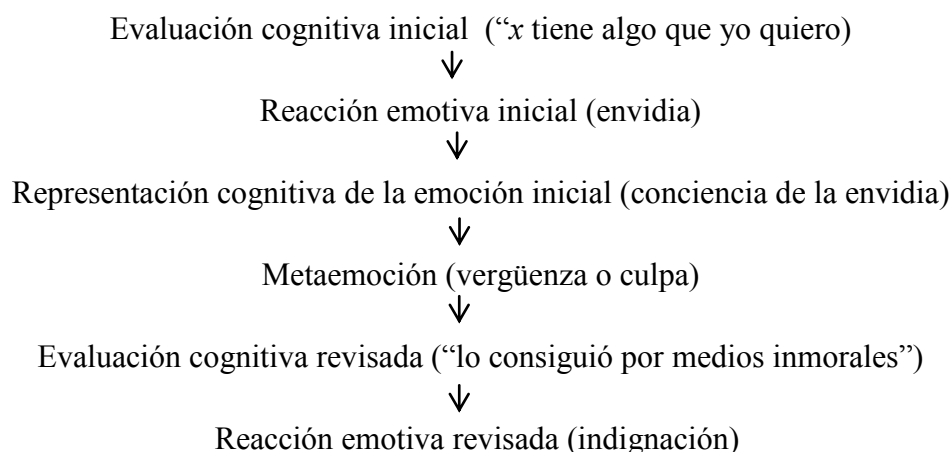 Evaluación cognitiva inicial (“x tiene algo que yo quiero)
Reacción emotiva inicial (envidia)
Representación cognitiva de la emoción inicial (conciencia de la envidia)
Metaemoción (vergüenza o culpa)
Evaluación cognitiva revisada (“lo consiguió por medios inmorales”)
Reacción emotiva revisada (indignación)